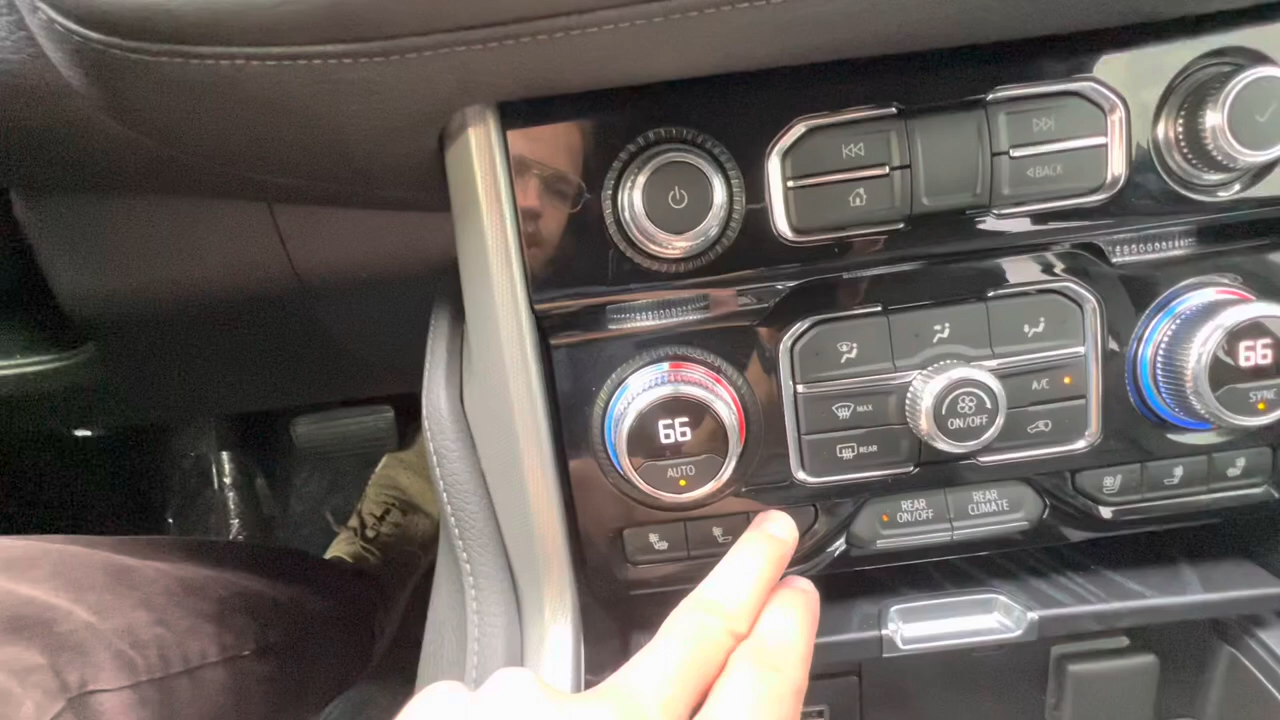 BACK
66
AUTO
MAX
REAR
ON/OFF
A/C
66
SYNC
REAR
ON/OFF
REAR
CLIMATE